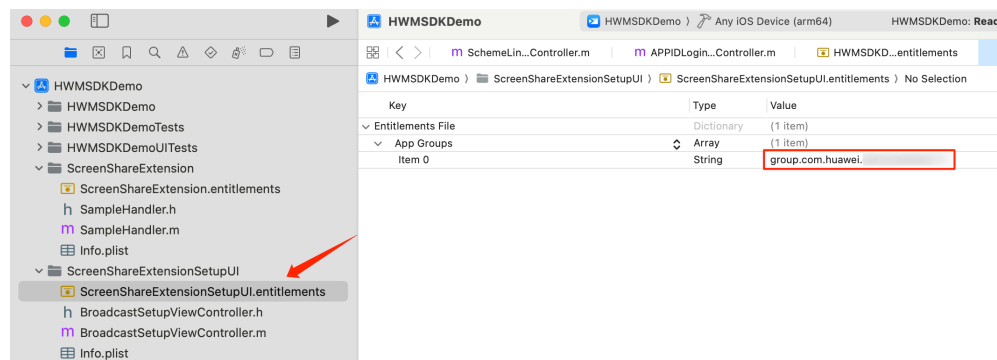 HWMSDKDemo
HWMSDKDemo
Any iOS Device (arm64)
HWMSDKDemo:
SchemeLin...Controller.m
APPIDLogin...Controller.m
HWMSDKD...entitlements
HWMSDKDemo
ScreenShareExtensionSetupUI
ScreenShareExtensionSetupUI.entitlements
No Selection
Key
Type
Value
Entitlements File
Dictionary
(1 item)
App Groups
Array
(1 item)
Item 0
String
group.com.huawei.
HWMSDKDemo
HWMSDKDemo
HWMSDKDemoTests
HWMSDKDemoUITests
ScreenShareExtension
ScreenShareExtension.entitlements
h SampleHandler.h
m SampleHandler.m
Info.plist
ScreenShareExtensionSetupUI
ScreenShareExtensionSetupUI.entitlements
h BroadcastSetupViewController.h
m BroadcastSetupViewController.m
Info.plist